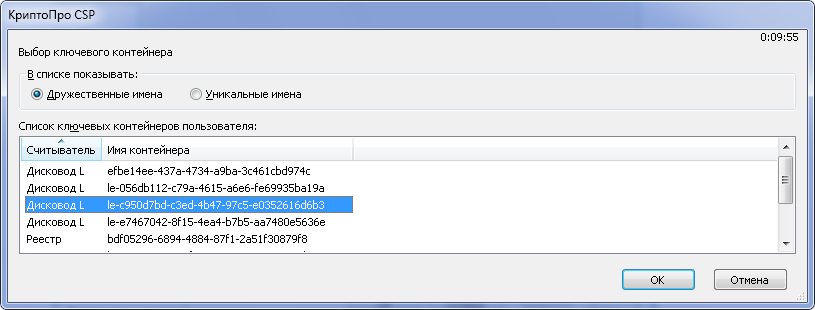 КриптоПро CSP
0:09:55
Выбор ключевого контейнера
В списке показывать:
Дружественные имена Уникальные имена
Список ключевых контейнеров пользователя:
Считыватель Имя контейнера
Дисковод L efbe14ee-437a-4734-a9ba-3c461cbd974c
Дисковод L le-056db112-c79a-4615-a6e6-fe69935ba19a
Дисковод L le-c950d7bd-c3ed-4b47-97c5-e0352616d6b3
Дисковод L le-e7467042-8f15-4ea4-b7b5-aa7480e5636e
Реестр bdf05296-6894-4884-87f1-2a51f30879f8
OK Отмена